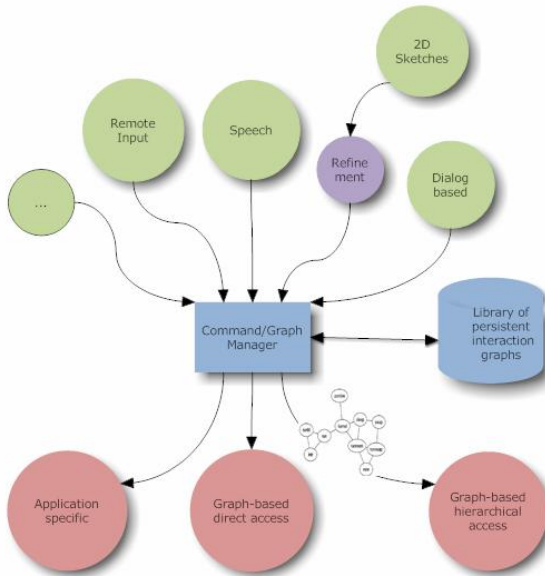 2D
Sketches
Remote
Input
Speech
Refine
ment
Dialog
based
...
Command/Graph
Manager
Library of
persistent
interaction
graphs
Application
specific
Graph-based
direct access
Graph-based
hierarchical
access